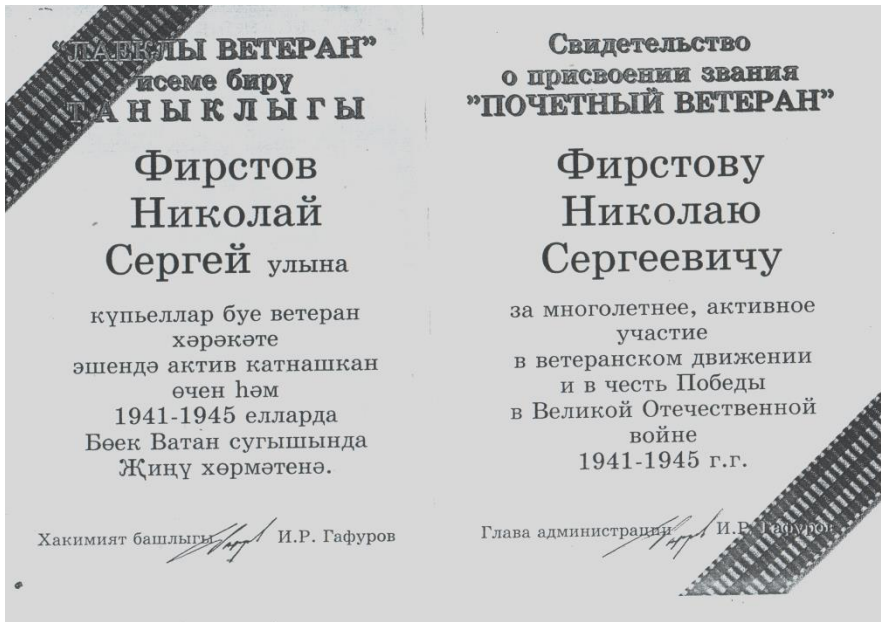 "ЛАЕКЛЫ ВЕТЕРАН"
исеме бирү
ТАНЫКЛЫГЫ
Фирстов
Николай
Сергей улына
күпьеллар буе ветеран
хәрәкәте
эшендә актив катнашкан
өчен һәм
1941-1945 елларда
Бөек Ватан сугышында
Җиңү хөрмәтенә.
Хакимият башлыгы И.Р. Гафуров
Свидетельство
о присвоении звания
"ПОЧЕТНЫЙ ВЕТЕРАН"
Фирстову
Николаю
Сергеевичу
за многолетнее, активное
участие
в ветеранском движении
и в честь Победы
в Великой Отечественной
войне
1941-1945 г.г.
Глава администрации И.Р. Гафуров